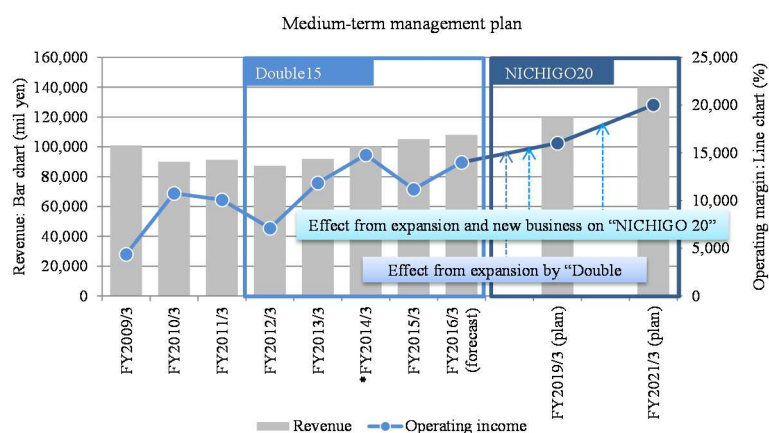 Medium-term management plan
Revenue: Bar chart (mil yen)
160,000
140,000
120,000
100,000
80,000
60,000
40,000
20,000
0
Double15
NICHIGO20
Effect from expansion and new business on “NICHIGO 20”
Effect from expansion by “Double
25,000
20,000
15,000
10,000
5,000
0
Operating margin: Line chart (%)
FY2009/3
FY2010/3
FY2011/3
FY2012/3
FY2013/3
*FY2014/3
FY2015/3
FY2016/3
(forecast)
FY2019/3 (plan)
FY2021/3 (plan)
Revenue
Operating income